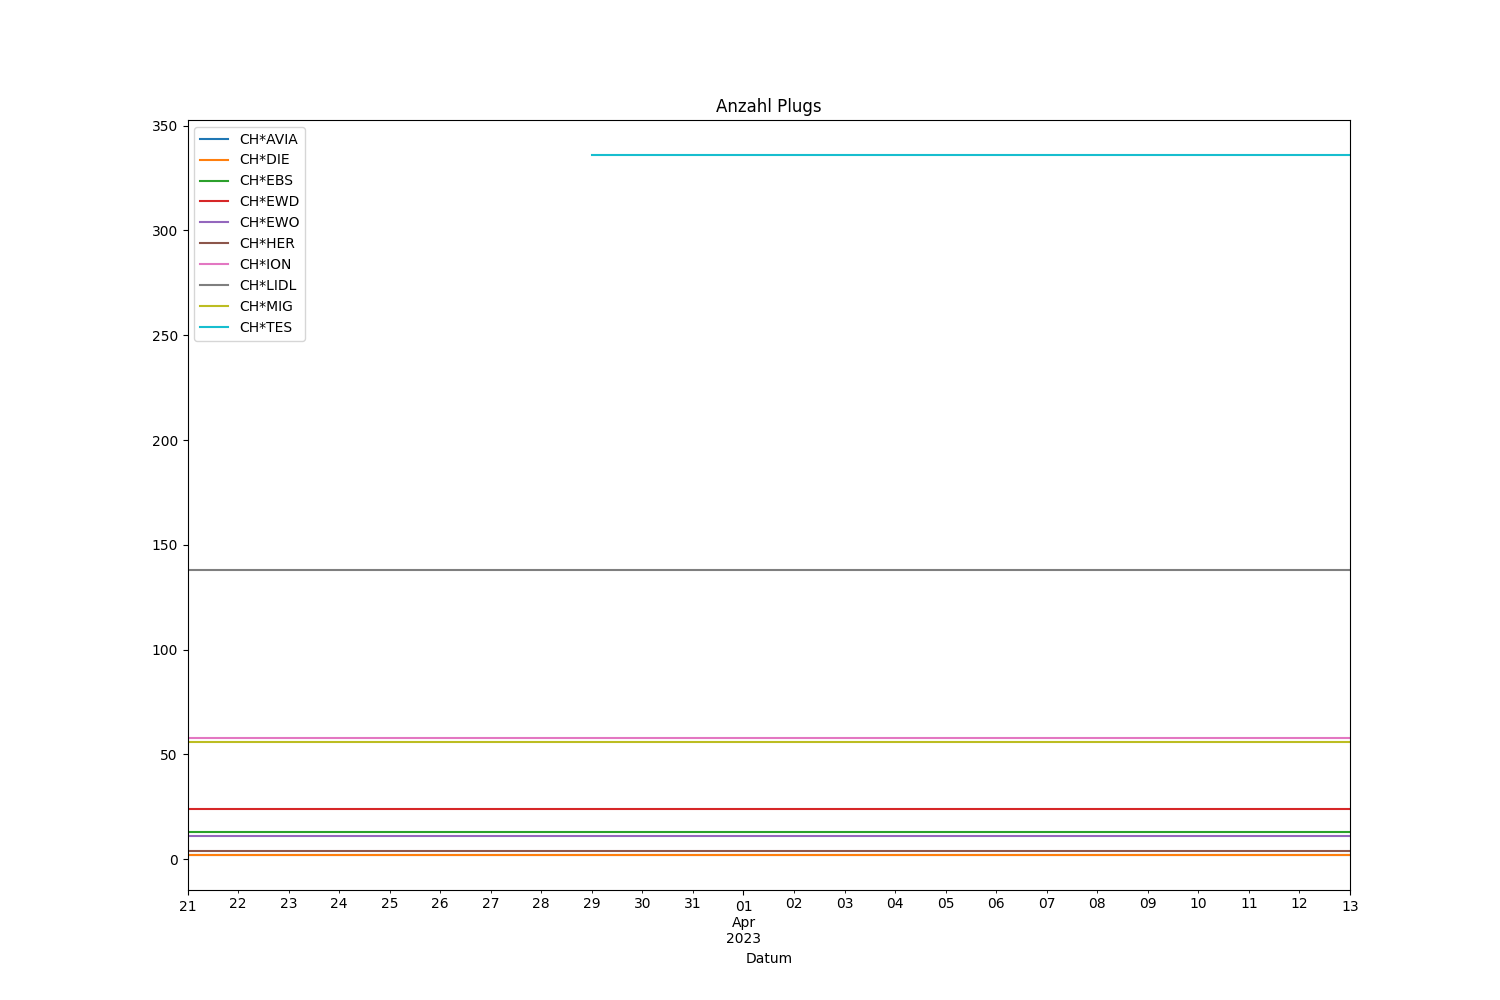 Anzahl Plugs
350
300
250
200
150
100
50
0
CH*AVIA
CH*DIE
CH*EBS
CH*EWD
CH*EWO
CH*HER
CH*ION
CH*LIDL
CH*MIG
CH*TES
21 22 23 24 25 26 27 28 29 30 31 01 02 03 04 05 06 07 08 09 10 11 12 13
Apr
2023
Datum